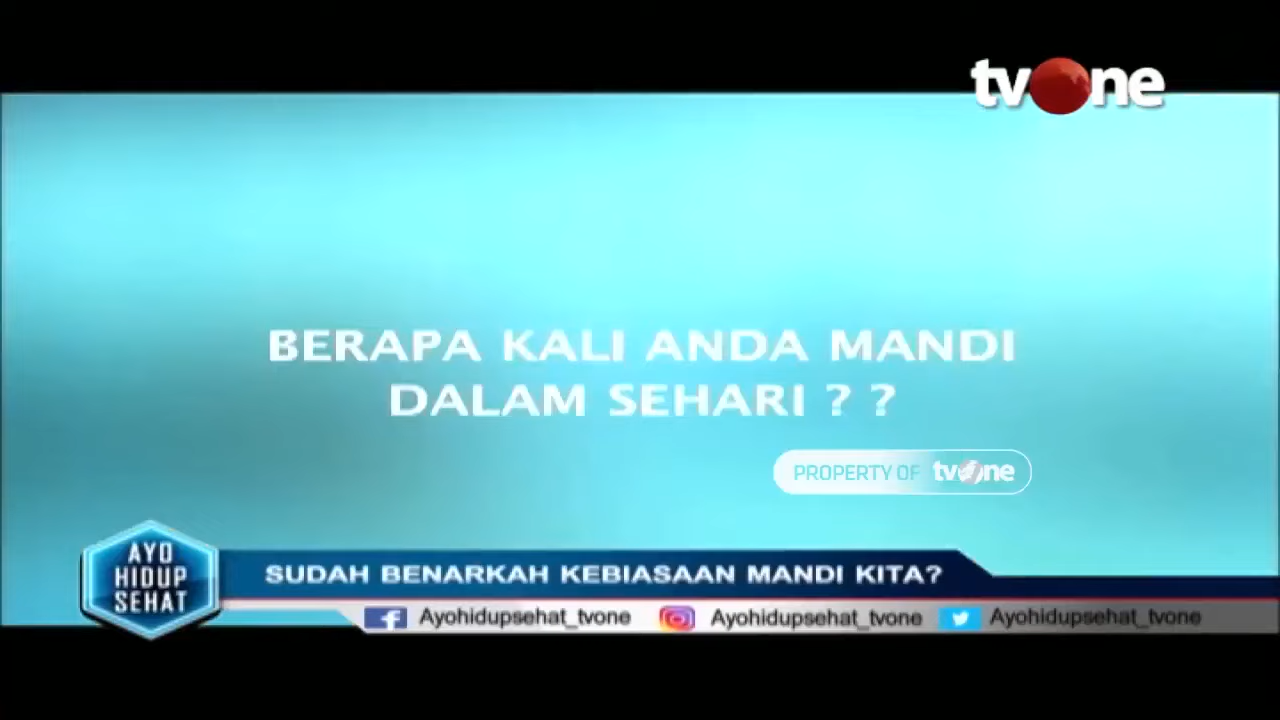 tvOne
BERAPA KALI ANDA MANDI
DALAM SEHARI ? ?
PROPERTY OF tvOne
AYO
HIDUP
SEHAT
SUDAH BENARKAH KEBIASAAN MANDI KITA?
Ayohidupsehat_tvone Ayohidupsehat_tvone Ayohidupsehat_tvone